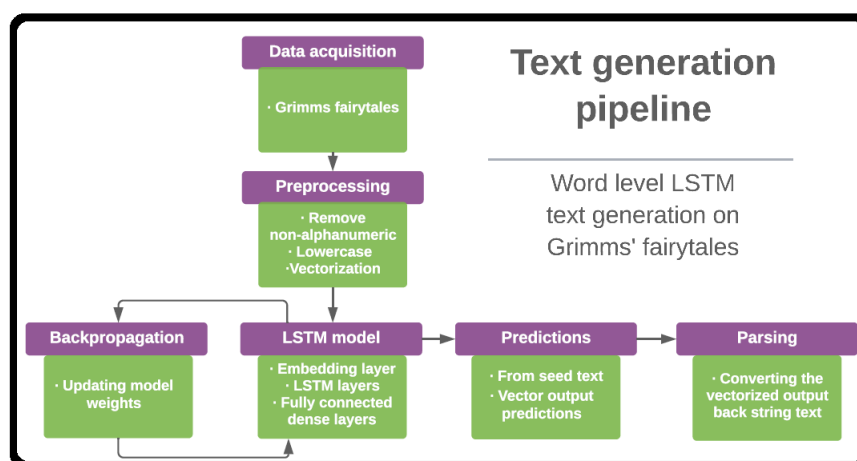 Data acquisition
· Grimms fairytales
Text generation
pipeline
Word level LSTM
text generation on
Grimms' fairytales
Preprocessing
· Remove
non-alphanumeric
· Lowercase
·Vectorization
Backpropagation
· Updating model
weights
LSTM model
· Embedding layer
· LSTM layers
· Fully connected
dense layers
Predictions
· From seed text
· Vector output
predictions
Parsing
· Converting the
vectorized output
back string text